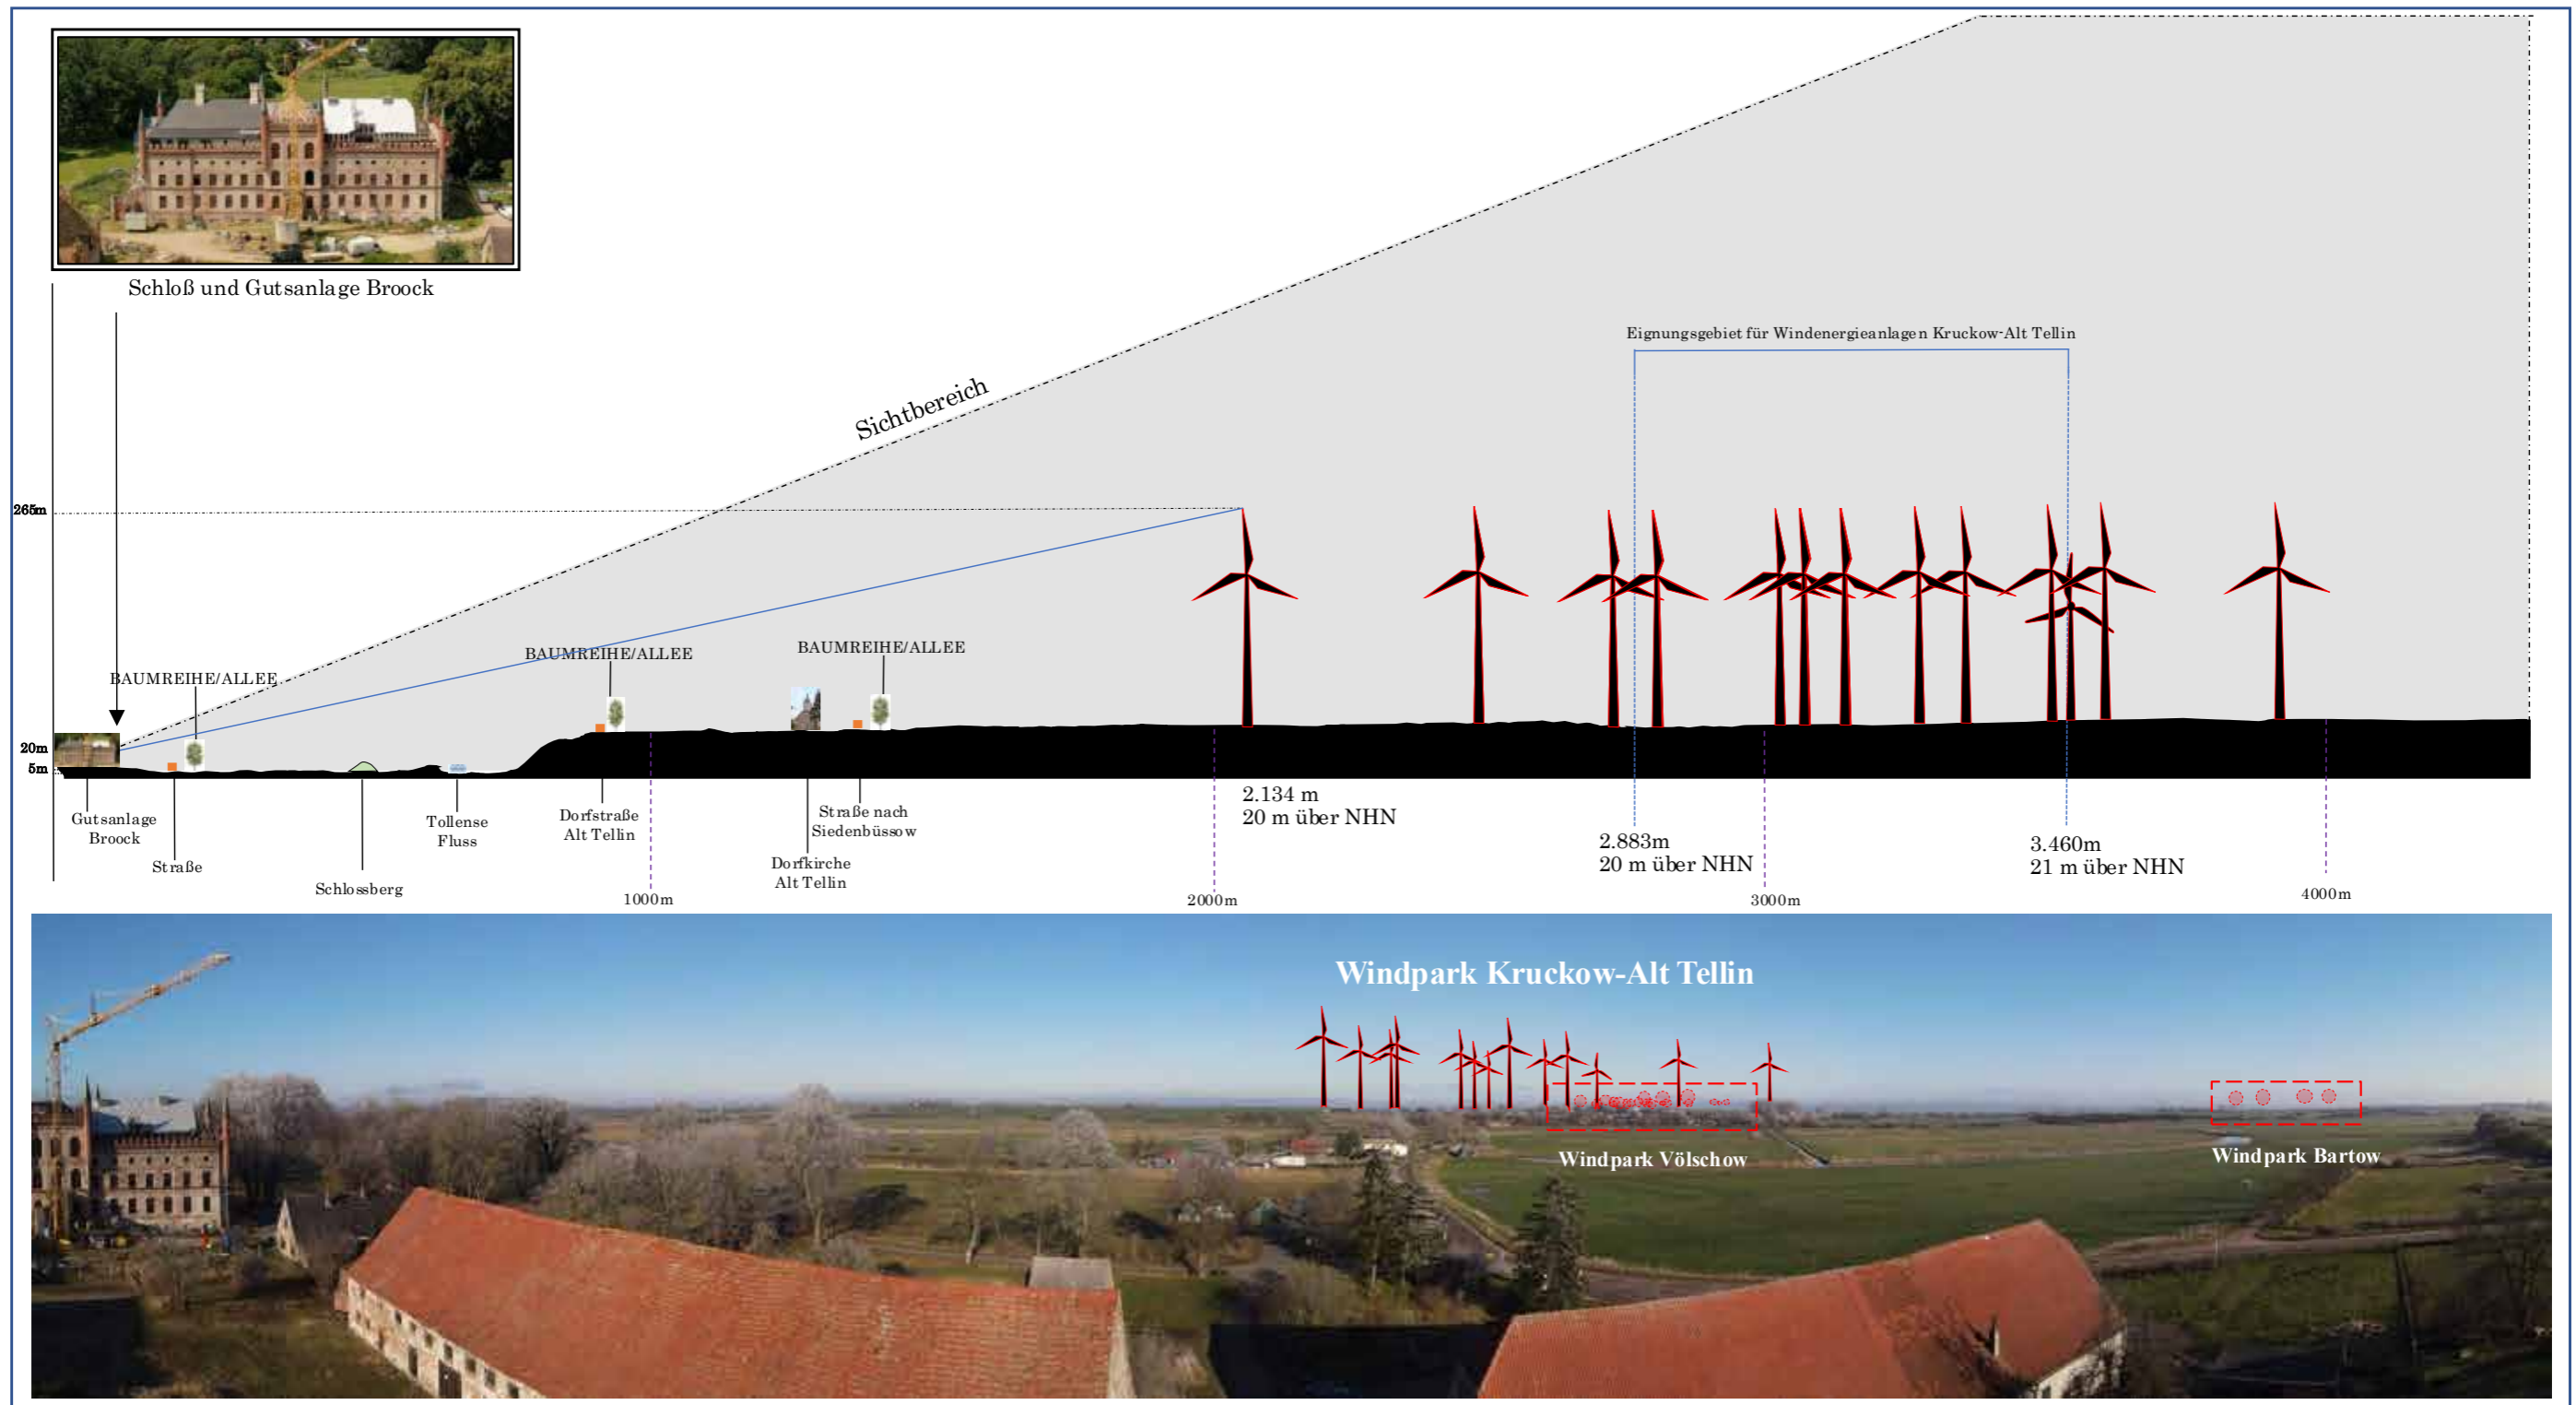 Schloß und Gutsanlage Broock
Eignungsgebiet für Windenergieanlagen Kruckow-Alt Tellin
Sichtbereich
265m
BAUMREIHE/ALLEE
BAUMREIHE/ALLEE
BAUMREIHE/ALLEE
20m
5m
Gutsanlage
Broock
Straße
Schlossberg
Tollense
Fluss
Dorfstraße
Alt Tellin
Dorfkirche
Alt Tellin
Straße nach
Siedenbüssow
2.134 m
20 m über NHN
2.883m
20 m über NHN
3.460m
21 m über NHN
1000m
2000m
3000m
4000m
Windpark Kruckow-Alt Tellin
Windpark Völschow
Windpark Bartow